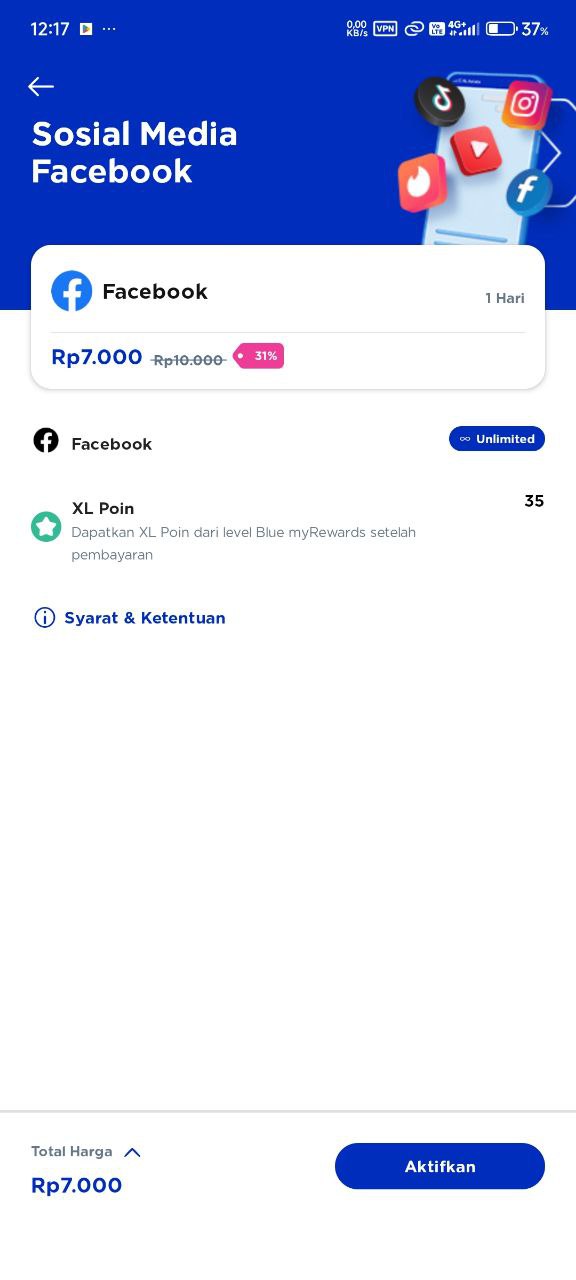 12:17 ...
0,00 KB/s VPN Vo LTE 4G+ 37%
Sosial Media
Facebook
Facebook
1 Hari
Rp7.000 Rp10.000 31%
Facebook
∞ Unlimited
XL Poin
35
Dapatkan XL Poin dari level Blue myRewards setelah
pembayaran
Syarat & Ketentuan
Total Harga
Rp7.000
Aktifkan